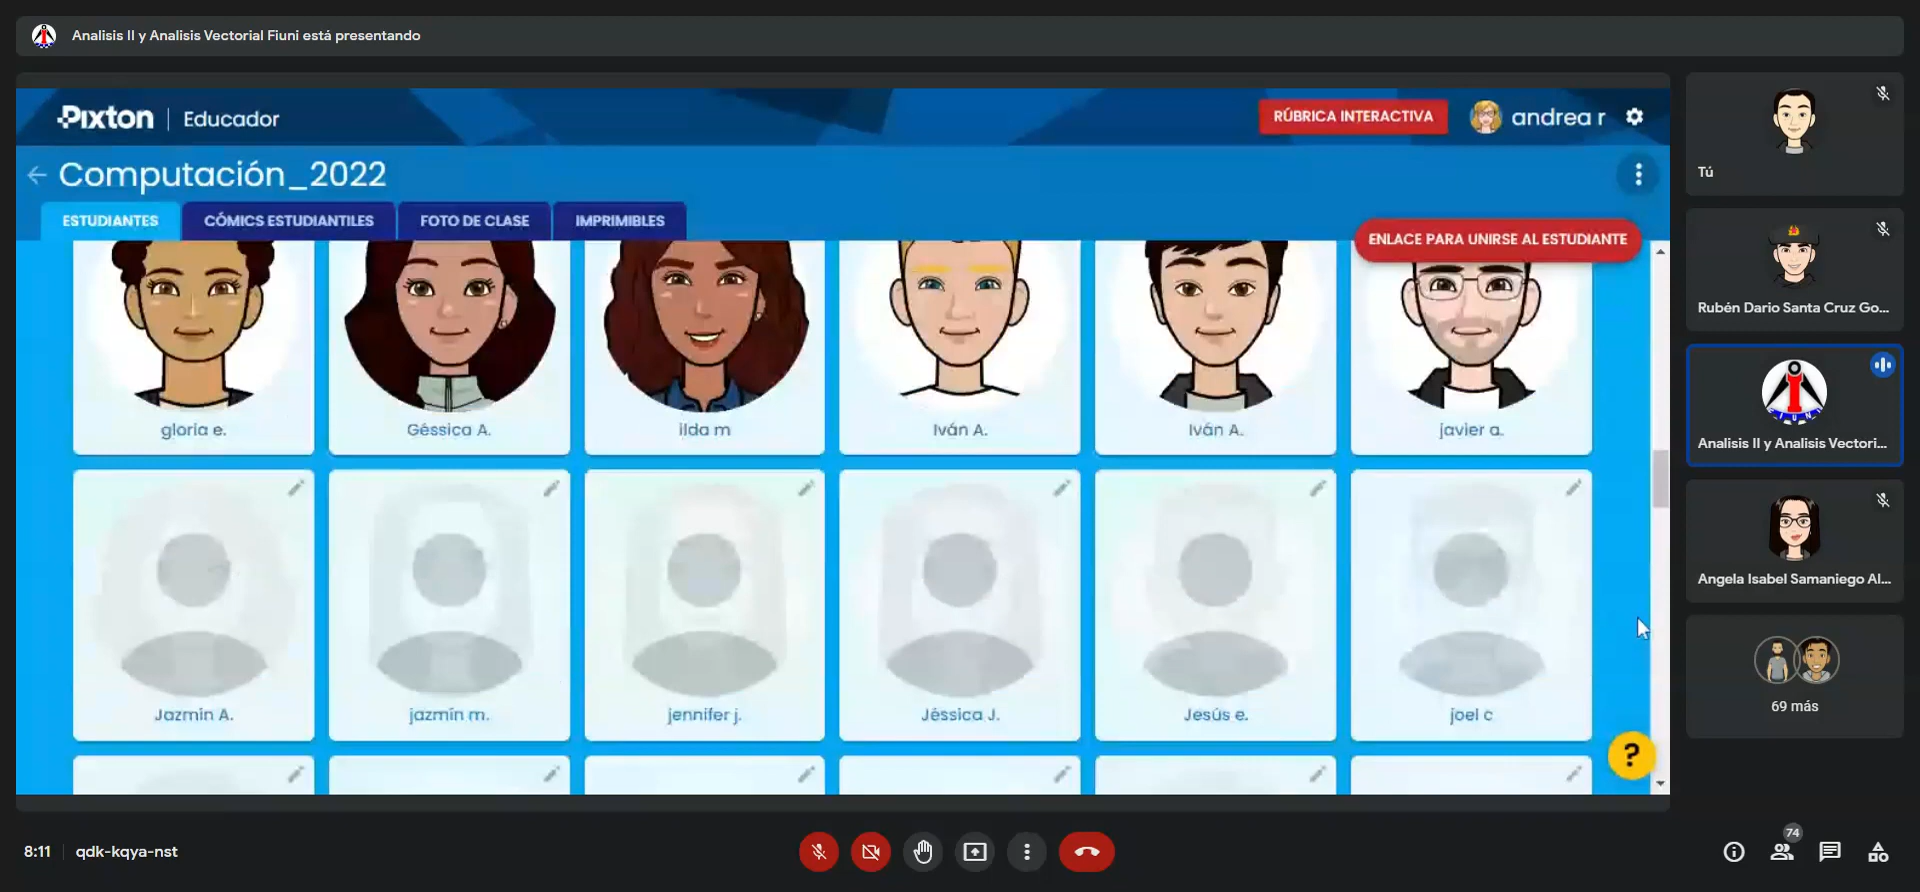 Analisis II y Analisis Vectorial Fiuni está presentando
Pixton | Educador
RÚBRICA INTERACTIVA
andrea r
Computación_2022
ESTUDIANTES
CÓMICS ESTUDIANTILES
FOTO DE CLASE
IMPRIMIBLES
ENLACE PARA UNIRSE AL ESTUDIANTE
gloria e.
Géssica A.
ilda m
Iván A.
Iván A.
javier a.
Jazmín A.
jazmín m.
jennifer j.
Jéssica J.
Jesús e.
joel c
?
Tú
Rubén Dario Santa Cruz Go...
FIUNI
Analisis II y Analisis Vectori...
Angela Isabel Samaniego Al...
69 más
8:11 | qdk-kqya-nst
74